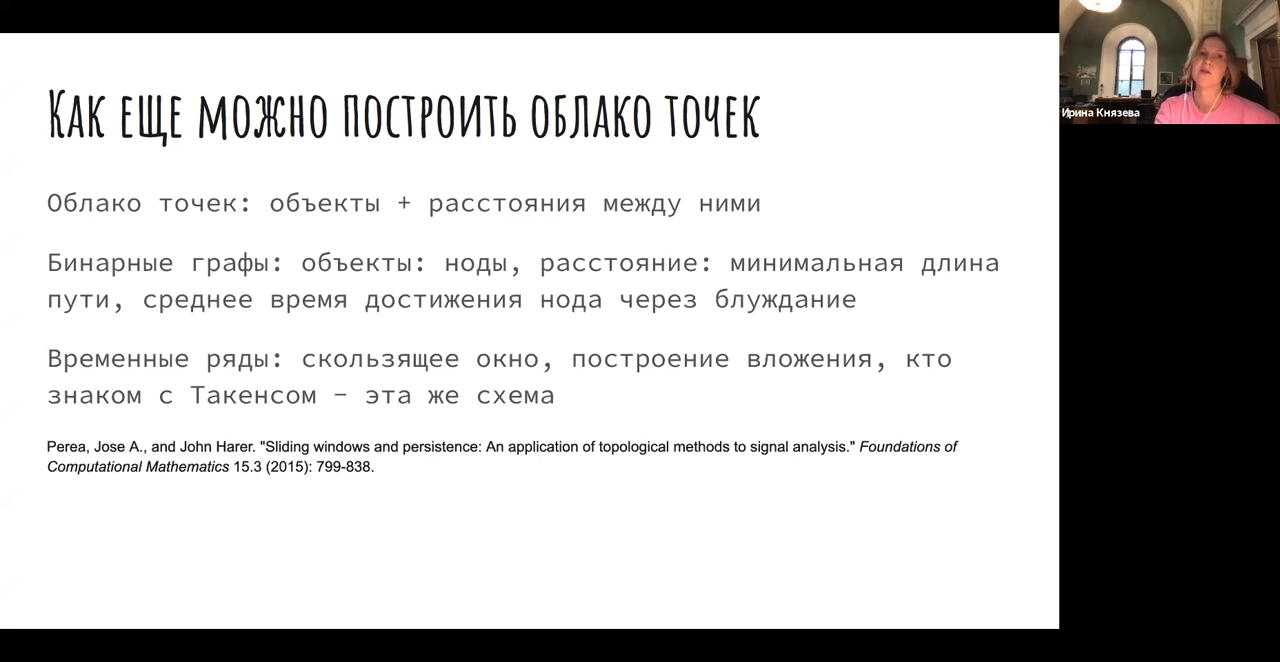 Как еще можно построить облако точек
Облако точек: объекты + расстояния между ними
Бинарные графы: объекты: ноды, расстояние: минимальная длина
пути, среднее время достижения нода через блуждание
Временные ряды: скользящее окно, построение вложения, кто
знаком с Такенсом - эта же схема
Perea, Jose A., and John Harer. "Sliding windows and persistence: An application of topological methods to signal analysis." Foundations of
Computational Mathematics 15.3 (2015): 799-838.
Ирина Князева